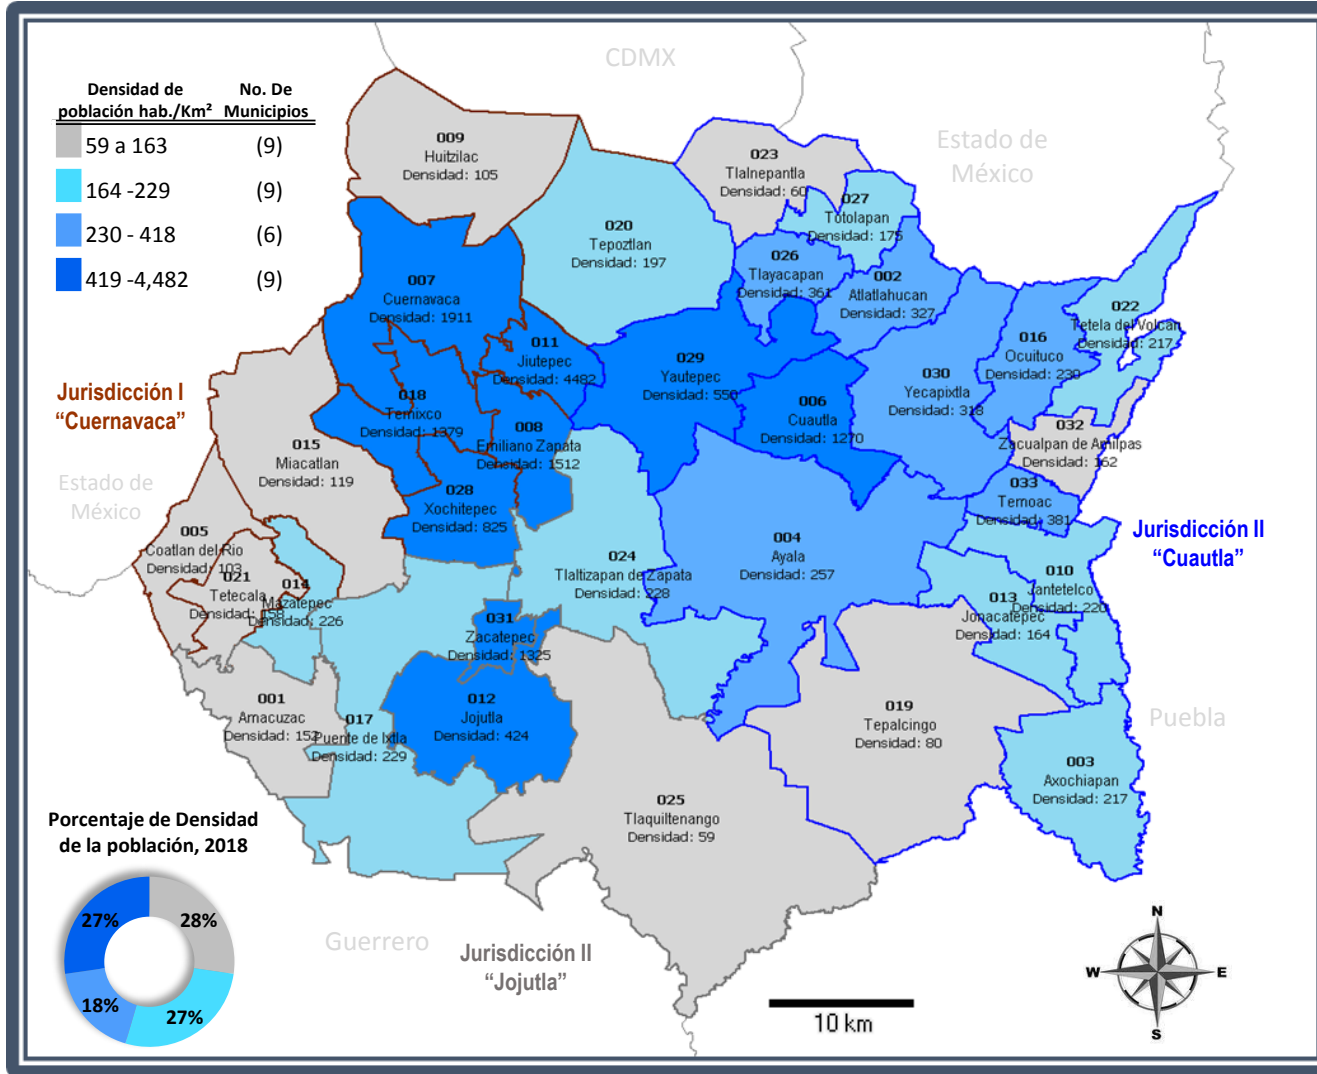 CDMX
Estado de
México
Densidad de
población hab./Km²
No. De
Municipios
59 a 163
(9)
164 -229
(9)
230 - 418
(6)
419 -4,482
(9)
009
Huitzilac
Densidad: 105
023
Tlalnepantla
Densidad: 60
027
Totolapan
Densidad: 175
020
Tepoztlan
Densidad: 197
026
Tlayacapan
Densidad: 361
002
Atlatlahucan
Densidad: 327
007
Cuernavaca
Densidad: 1911
022
Tetela del Volcan
Densidad: 217
016
Ocuituco
Densidad: 230
011
Jiutepec
Densidad: 4482
029
Yautepec
Densidad: 550
030
Yecapixtla
Densidad: 318
Jurisdicción I
“Cuernavaca”
018
Temixco
Densidad: 1379
006
Cuautla
Densidad: 1270
008
Emiliano Zapata
Densidad: 1512
032
Zacualpan de Amilpas
Densidad: 162
015
Miacatlan
Densidad: 119
Estado de
México
028
Xochitepec
Densidad: 825
033
Temoac
Densidad: 381
Jurisdicción II
“Cuautla”
005
Coatlan del Rio
Densidad: 103
004
Ayala
Densidad: 257
024
Tlaltizapan de Zapata
Densidad: 228
021
Tetecala
Densidad: 158
014
Mazatepec
Densidad: 226
010
Jantetelco
Densidad: 220
013
Jonacatepec
Densidad: 164
031
Zacatepec
Densidad: 1325
001
Amacuzac
Densidad: 152
012
Jojutla
Densidad: 424
017
Puente de Ixtla
Densidad: 229
019
Tepalcingo
Densidad: 80
Puebla
003
Axochiapan
Densidad: 217
025
Tlaquiltenango
Densidad: 59
Porcentaje de Densidad
de la población, 2018
27%
28%
18%
27%
Guerrero
Jurisdicción II
“Jojutla”
10 km
N
W
E
S